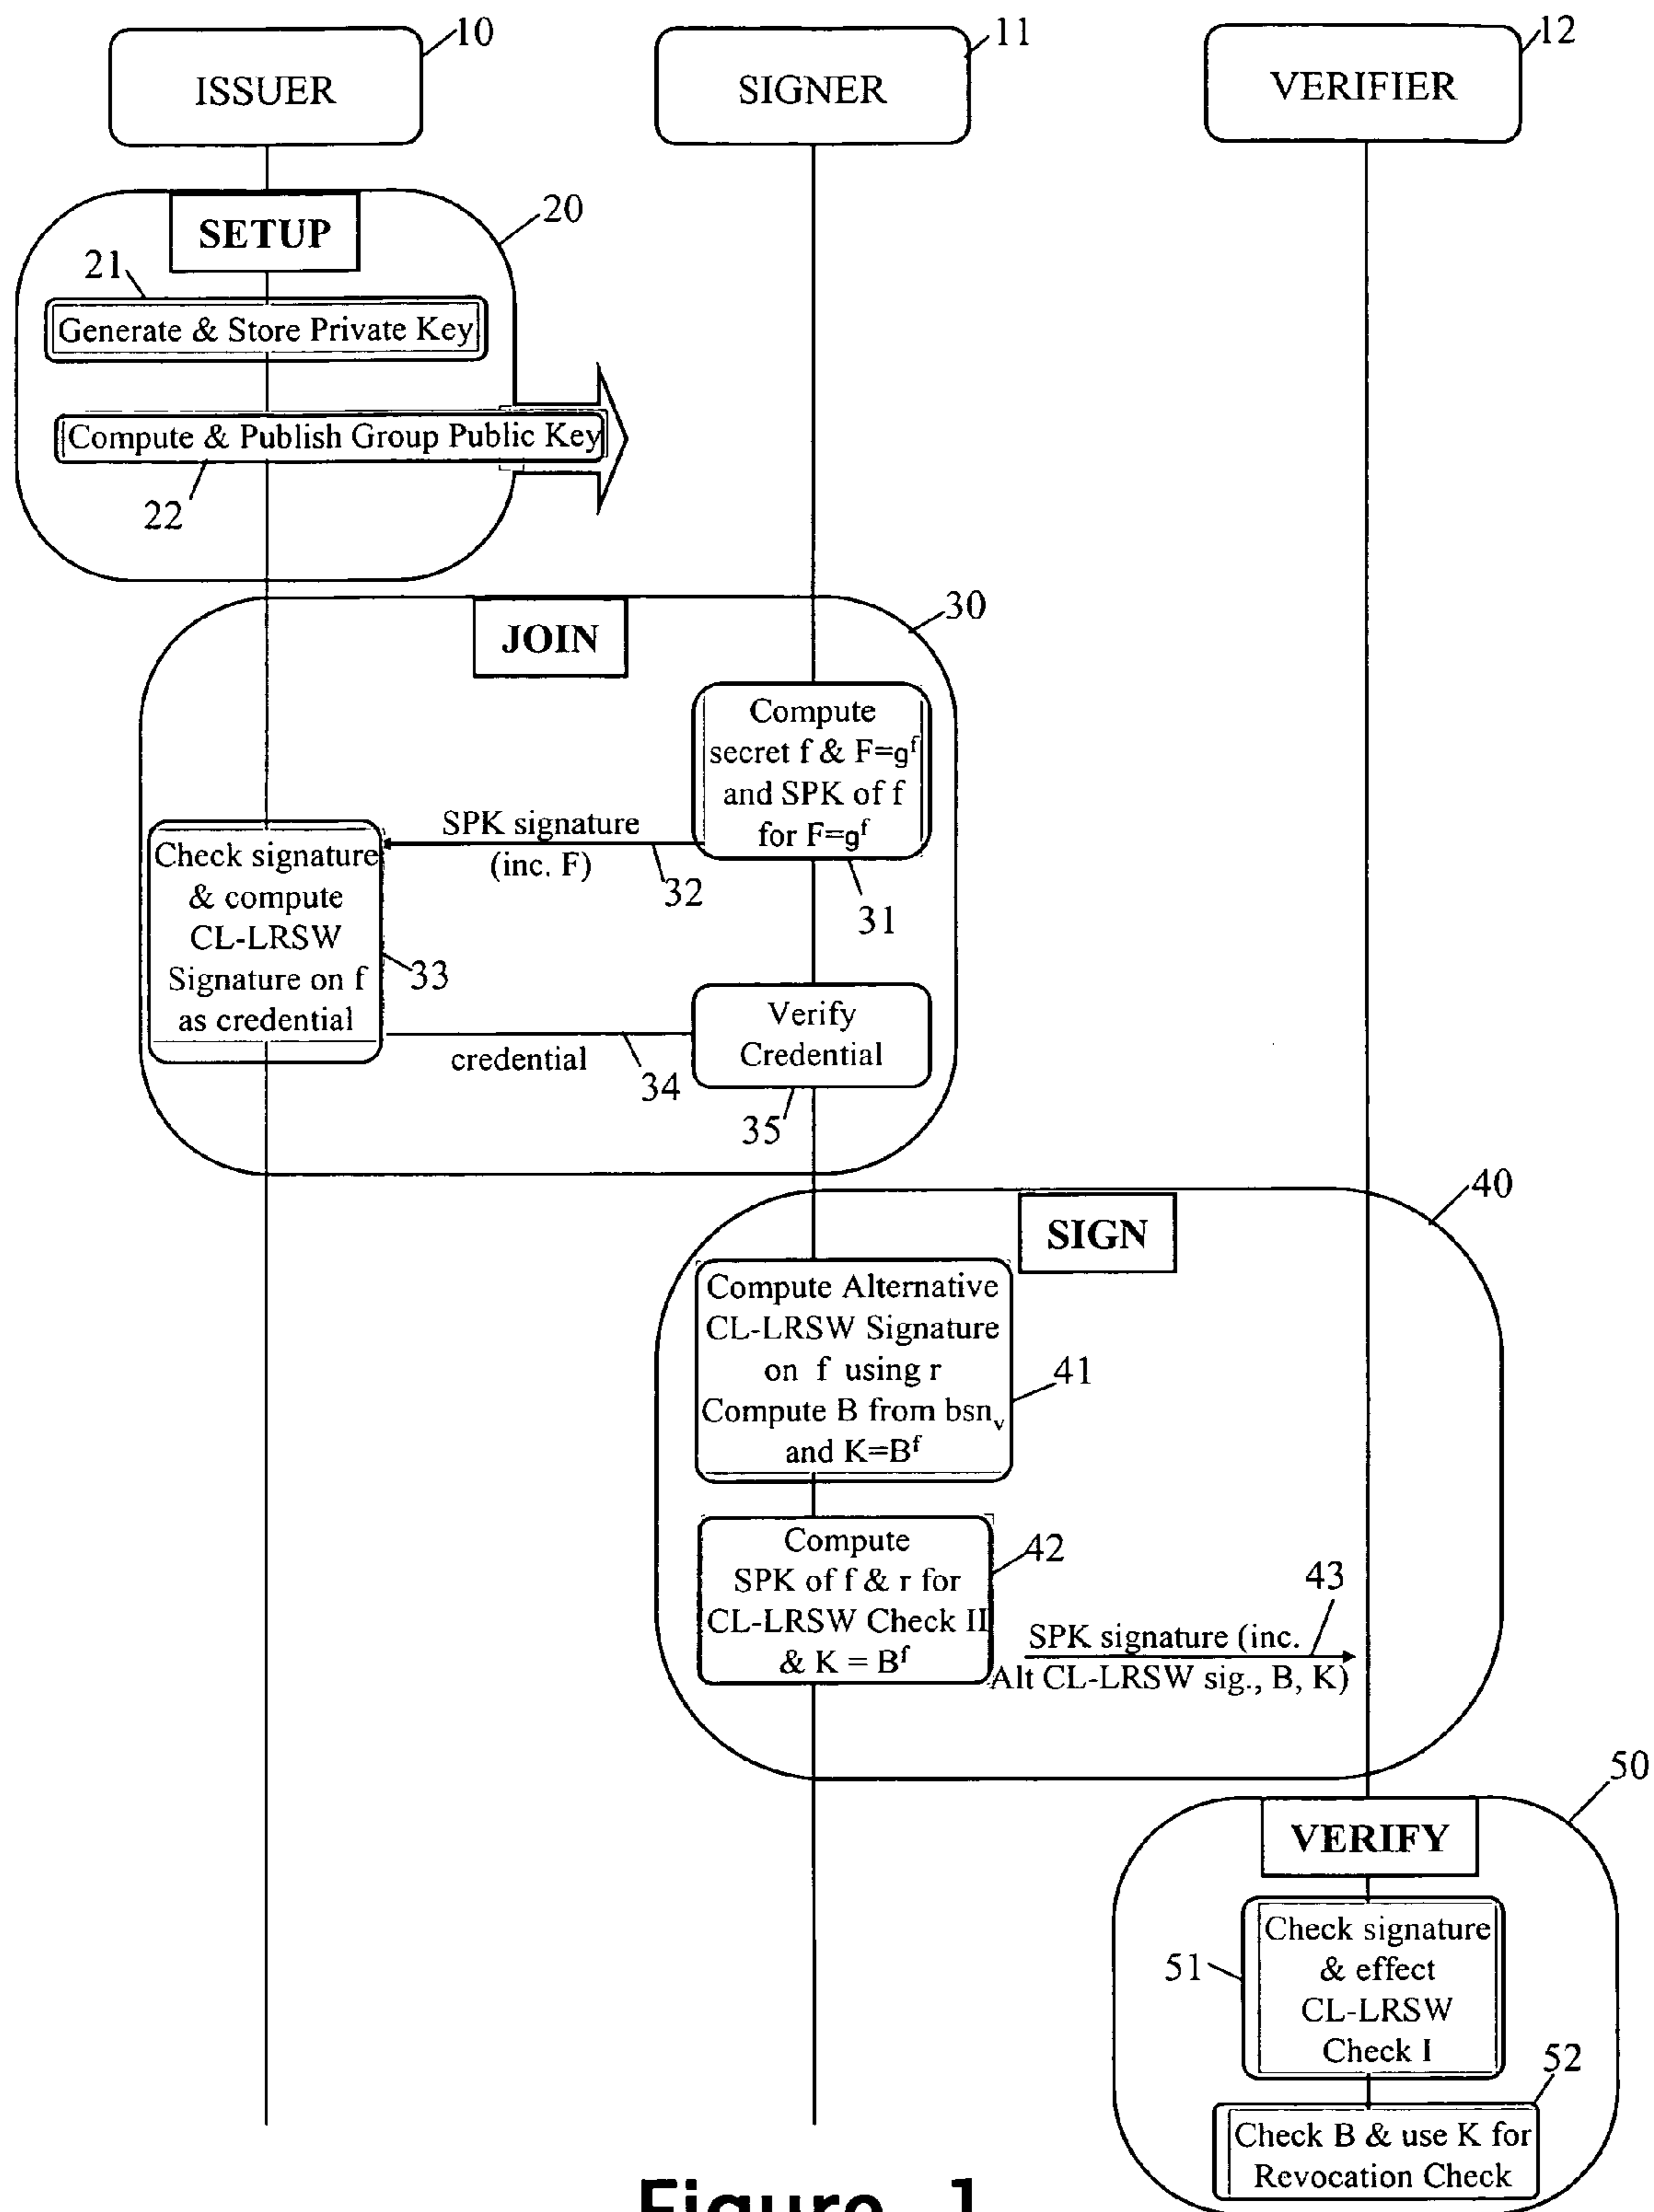 10
11
12
ISSUER
SIGNER
VERIFIER
SETUP
20
21
Generate & Store Private Key
Compute & Publish Group Public Key
22
JOIN
30
Compute
secret f & F=g^f
and SPK of f
for F=g^f
31
SPK signature
(inc. F)
32
Check signature
& compute
CL-LRSW
Signature on f
as credential
33
credential
34
Verify
Credential
35
SIGN
40
Compute Alternative
CL-LRSW Signature
on f using r
Compute B from bsn_v
and K=B^f
41
Compute
SPK of f & r for
CL-LRSW Check II
& K = B^f
42
43
SPK signature (inc.
Alt CL-LRSW sig., B, K)
VERIFY
50
Check signature
& effect
CL-LRSW
Check I
51
52
Check B & use K for
Revocation Check
Figure 1